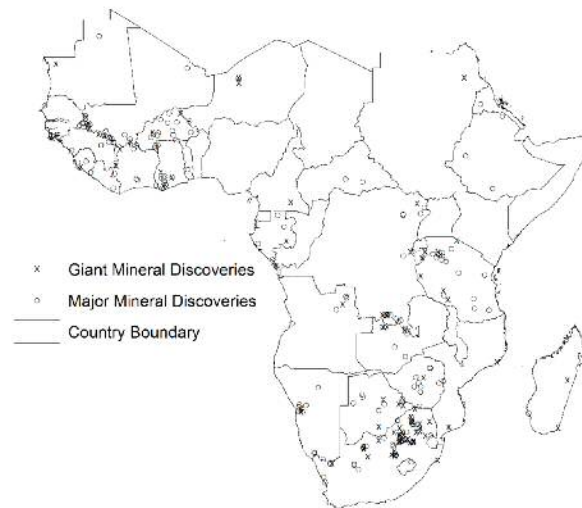 x Giant Mineral Discoveries
o Major Mineral Discoveries
Country Boundary